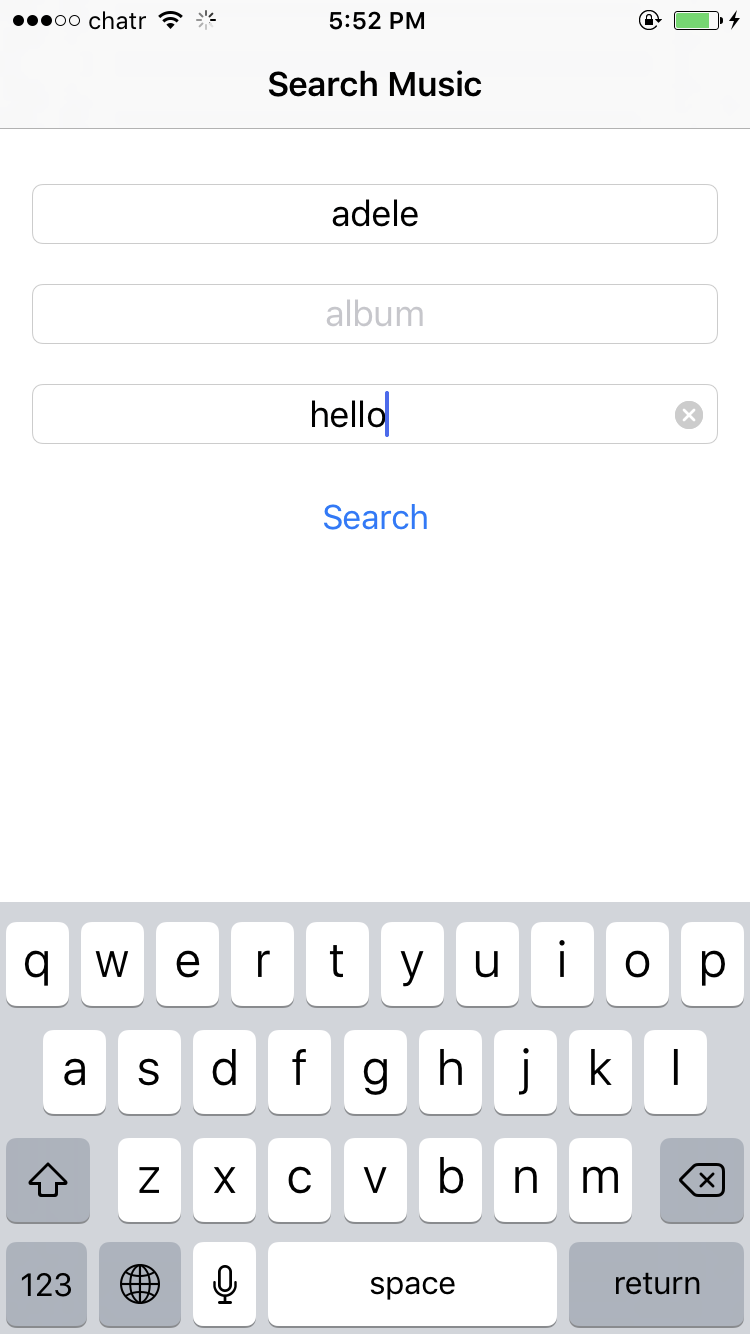 chatr 5:52 PM
Search Music
adele
album
hello
Search
q w e r t y u i o p
a s d f g h j k l
z x c v b n m
123 space return